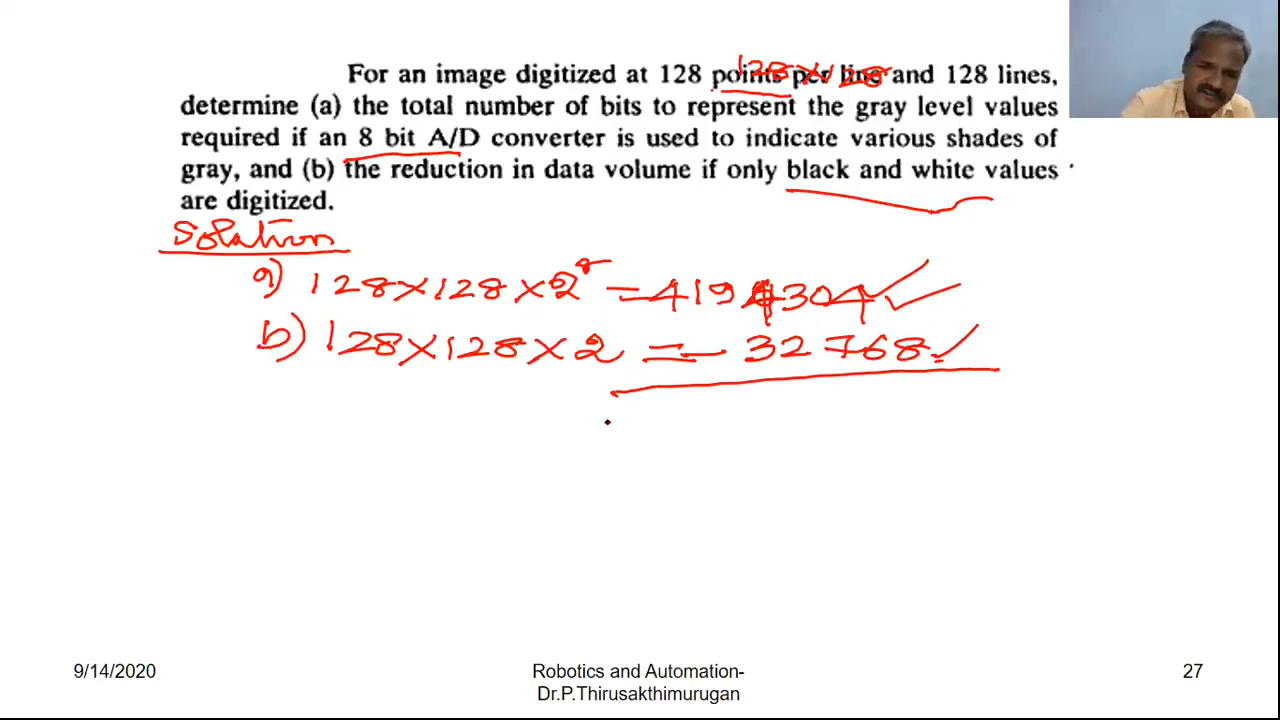 128×128
For an image digitized at 128 points per line and 128 lines,
determine (a) the total number of bits to represent the gray level values
required if an 8 bit A/D converter is used to indicate various shades of
gray, and (b) the reduction in data volume if only black and white values
are digitized.
Solution
a) 128×128×2⁸ = 4194304
b) 128×128×2 = 32768
9/14/2020
Robotics and Automation-
Dr.P.Thirusakthimurugan
27